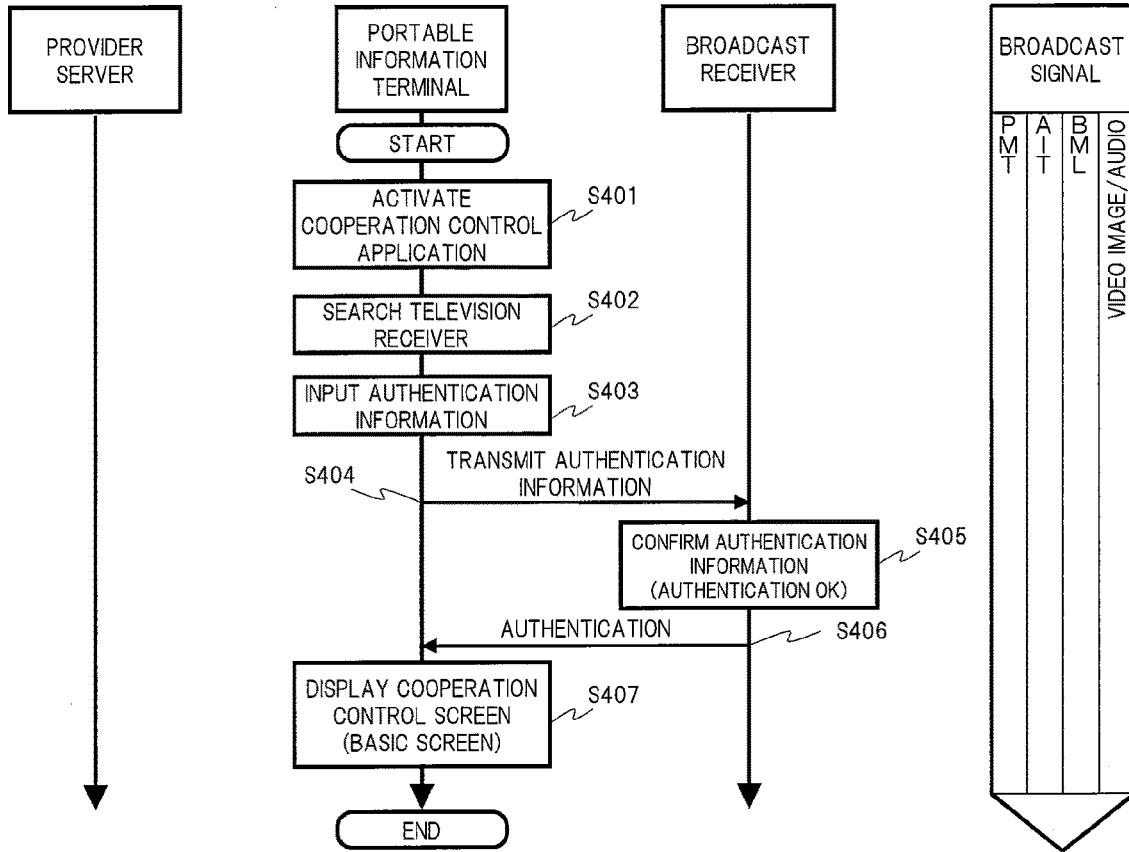 PROVIDER
SERVER
PORTABLE
INFORMATION
TERMINAL
BROADCAST
RECEIVER
BROADCAST
SIGNAL
START
PMT
AIT
BML
VIDEO IMAGE/AUDIO
ACTIVATE
COOPERATION CONTROL
APPLICATION
S401
SEARCH TELEVISION
RECEIVER
S402
INPUT AUTHENTICATION
INFORMATION
S403
S404
TRANSMIT AUTHENTICATION
INFORMATION
CONFIRM AUTHENTICATION
INFORMATION
(AUTHENTICATION OK)
S405
AUTHENTICATION
S406
DISPLAY COOPERATION
CONTROL SCREEN
(BASIC SCREEN)
S407
END